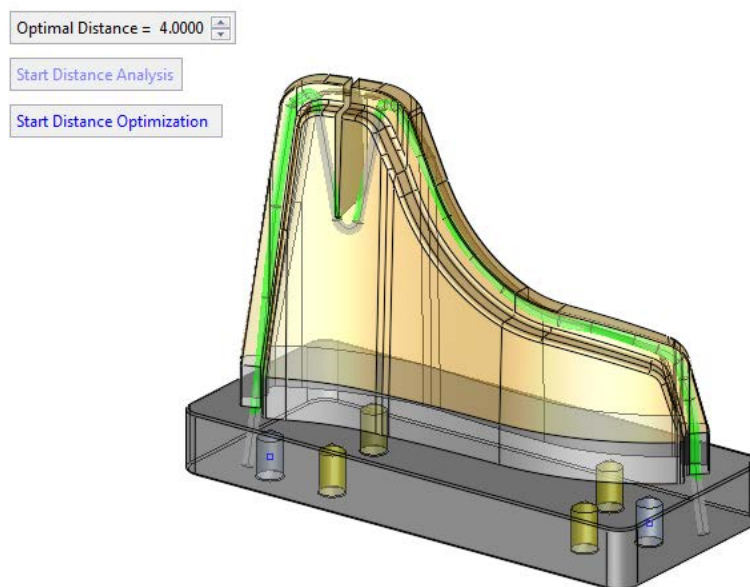 Optimal Distance = 4.0000
Start Distance Analysis
Start Distance Optimization